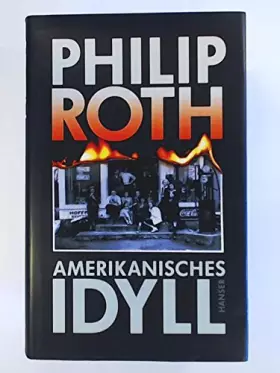 PHILIP
ROTH
AMERIKANISCHES
IDYLL
HANSER